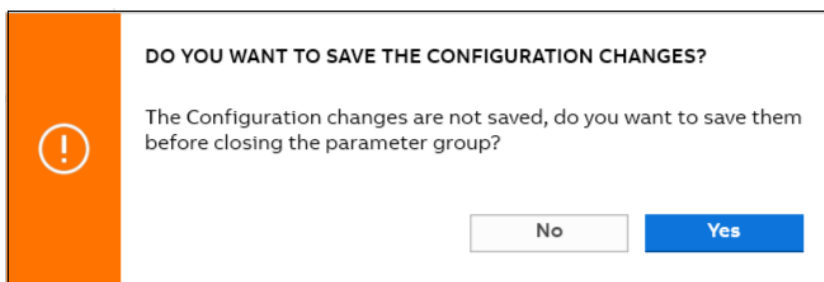 DO YOU WANT TO SAVE THE CONFIGURATION CHANGES?
The Configuration changes are not saved, do you want to save them
before closing the parameter group?
No
Yes